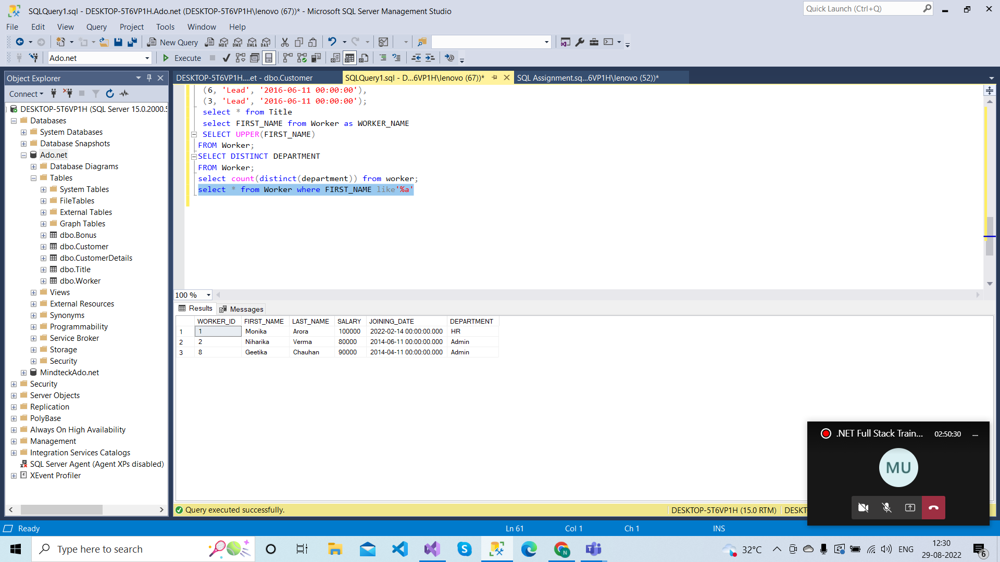 SQLQuery1.sql - DESKTOP-5T6VP1H.Ado.net (DESKTOP-5T6VP1H\lenovo (67))* - Microsoft SQL Server Management Studio
Quick Launch (Ctrl+Q)
File Edit View Query Project Tools Window Help
New Query MDX DMX XMLA DAX
Ado.net Execute
Object Explorer
Connect
DESKTOP-5T6VP1H (SQL Server 15.0.2000.5
Databases
System Databases
Database Snapshots
Ado.net
Database Diagrams
Tables
System Tables
FileTables
External Tables
Graph Tables
dbo.Bonus
dbo.Customer
dbo.CustomerDetails
dbo.Title
dbo.Worker
Views
External Resources
Synonyms
Programmability
Service Broker
Storage
Security
MindteckAdo.net
Security
Server Objects
Replication
PolyBase
Always On High Availability
Management
Integration Services Catalogs
SQL Server Agent (Agent XPs disabled)
XEvent Profiler
DESKTOP-5T6VP1H....et - dbo.Customer
SQLQuery1.sql - D...6VP1H\lenovo (67))*
SQL Assignment.sq...6VP1H\lenovo (52))*
(6, 'Lead', '2016-06-11 00:00:00'),
(3, 'Lead', '2016-06-11 00:00:00');
select * from Title
select FIRST_NAME from Worker as WORKER_NAME
SELECT UPPER(FIRST_NAME)
FROM Worker;
SELECT DISTINCT DEPARTMENT
FROM Worker;
select count(distinct(department)) from worker;
select * from Worker where FIRST_NAME like'%a'
100 %
Results Messages
WORKER_ID FIRST_NAME LAST_NAME SALARY JOINING_DATE DEPARTMENT
1 1 Monika Arora 100000 2022-02-14 00:00:00.000 HR
2 2 Niharika Verma 80000 2014-06-11 00:00:00.000 Admin
3 8 Geetika Chauhan 90000 2014-04-11 00:00:00.000 Admin
Query executed successfully.
DESKTOP-5T6VP1H (15.0 RTM)
DESKT
.NET Full Stack Train... 02:50:30
MU
Ready
Ln 61 Col 1 Ch 1 INS
Type here to search
32°C
ENG
12:30
29-08-2022
6